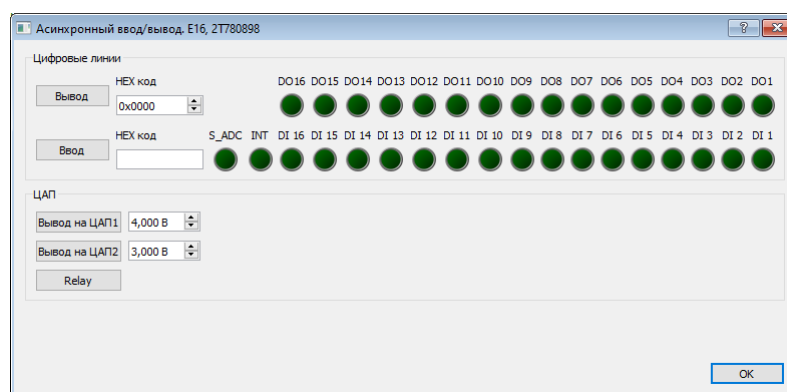 Асинхронный ввод/вывод. E16, 2T780898
Цифровые линии
HEX код DO16 DO15 DO14 DO13 DO12 DO11 DO10 DO9 DO8 DO7 DO6 DO5 DO4 DO3 DO2 DO1
Вывод 0x0000
HEX код S_ADC INT DI 16 DI 15 DI 14 DI 13 DI 12 DI 11 DI 10 DI 9 DI 8 DI 7 DI 6 DI 5 DI 4 DI 3 DI 2 DI 1
Ввод
ЦАП
Вывод на ЦАП1 4,000 В
Вывод на ЦАП2 3,000 В
Relay
OK